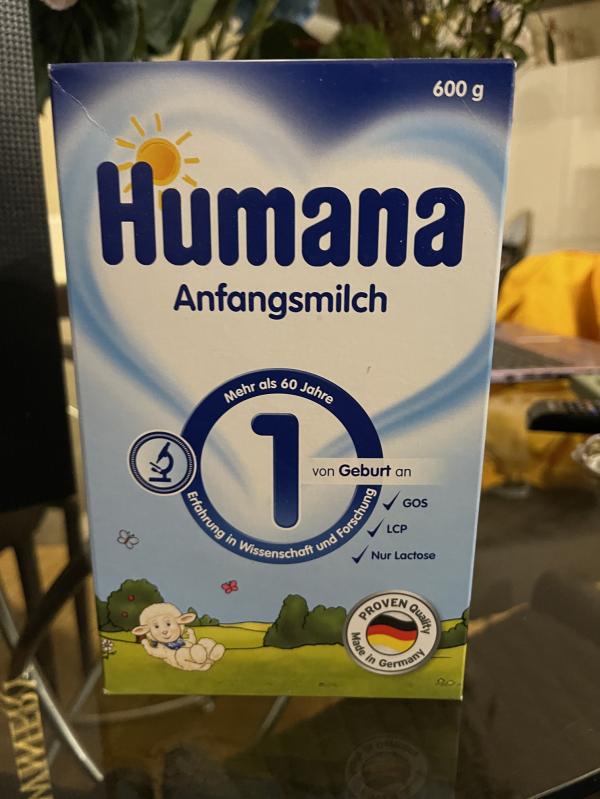 600 g
Humana
Anfangsmilch
Mehr als 60 Jahre
1
von Geburt an
Erfahrung in Wissenschaft und Forschung
GOS
LCP
Nur Lactose
PROVEN Quality
Made in Germany